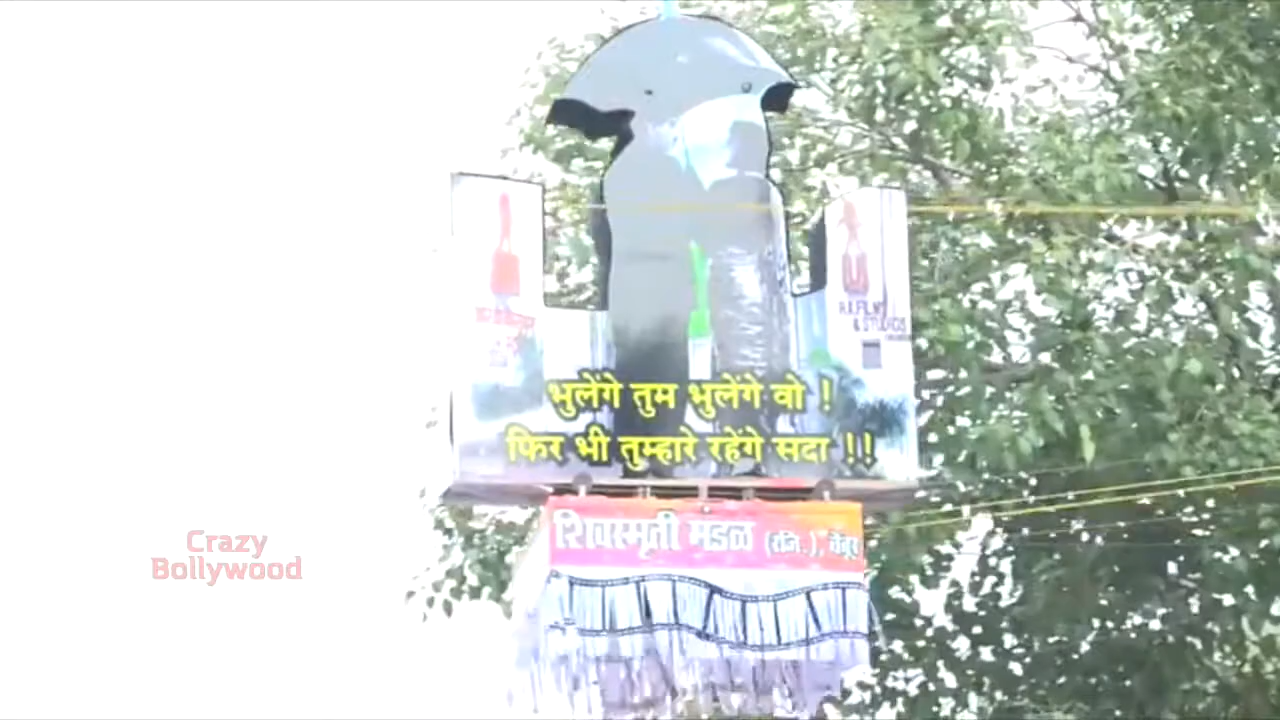 R.K.FILMS
& STUDIOS
भुलेंगे तुम भुलेंगे वो !
फिर भी तुम्हारे रहेंगे सदा !!
शिवस्मृती मंडळ (रजि.), चेंबूर
Crazy
Bollywood